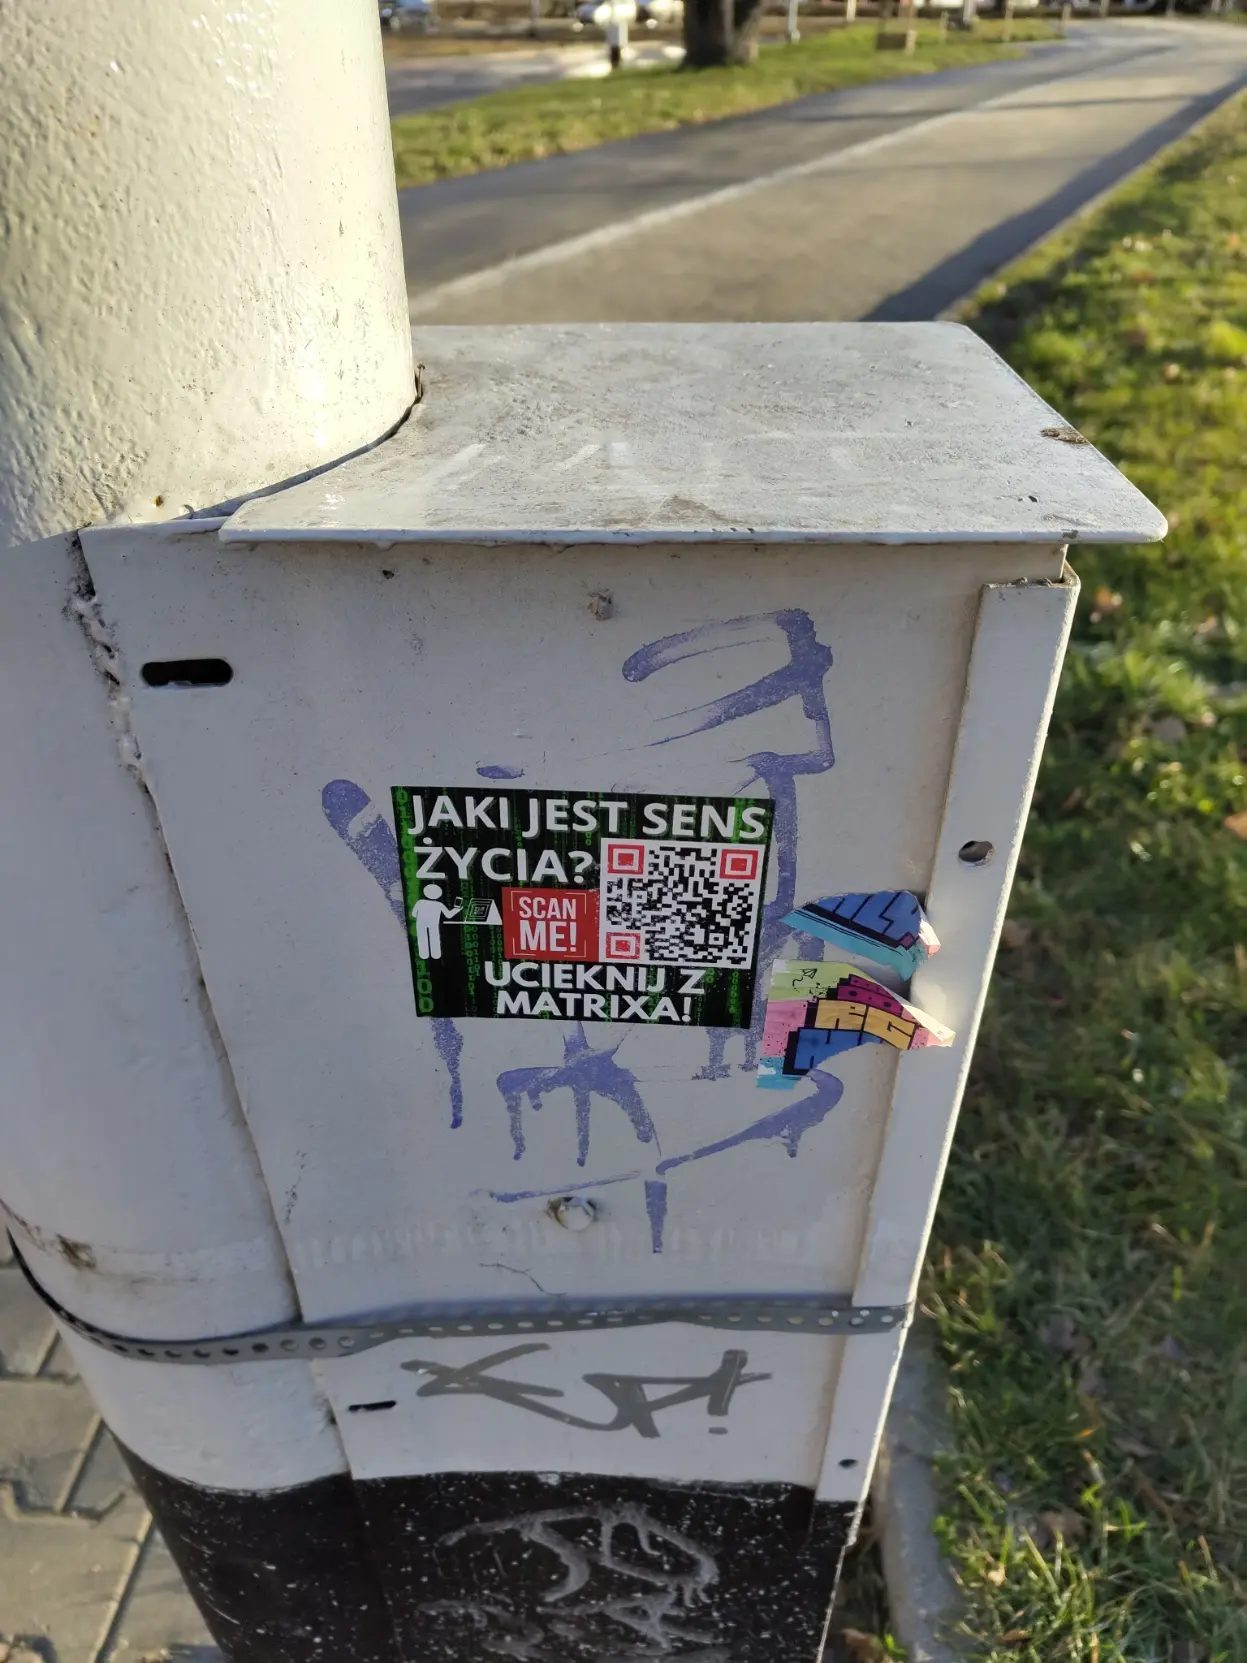 JAKI JEST SENS
ŻYCIA?
SCAN
ME!
UCIEKNIJ Z
MATRIXA!